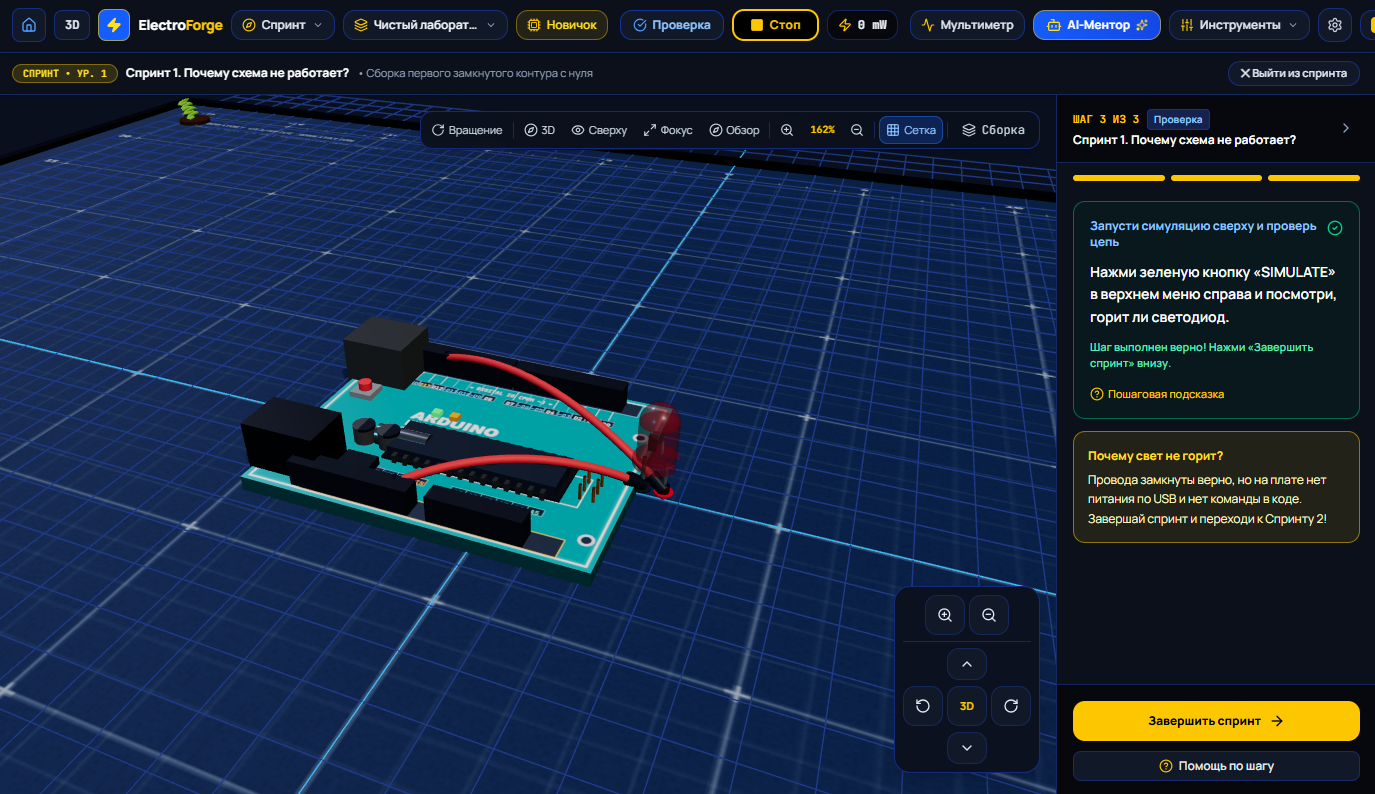 3D
ElectroForge
Спринт
Чистый лаборат...
Новичок
Проверка
Стоп
0 mW
Мультиметр
AI-Ментор
Инструменты
СПРИНТ • УР. 1
Спринт 1. Почему схема не работает?
• Сборка первого замкнутого контура с нуля
Выйти из спринта
Вращение
3D
Сверху
Фокус
Обзор
162%
Сетка
Сборка
ШАГ 3 ИЗ 3
Проверка
Спринт 1. Почему схема не работает?
Запусти симуляцию сверху и проверь
цепь
Нажми зеленую кнопку «SIMULATE»
в верхнем меню справа и посмотри,
горит ли светодиод.
Шаг выполнен верно! Нажми «Завершить
спринт» внизу.
Пошаговая подсказка
Почему свет не горит?
Провода замкнуты верно, но на плате нет
питания по USB и нет команды в коде.
Завершай спринт и переходи к Спринту 2!
ARDUINO
3D
Завершить спринт
Помощь по шагу